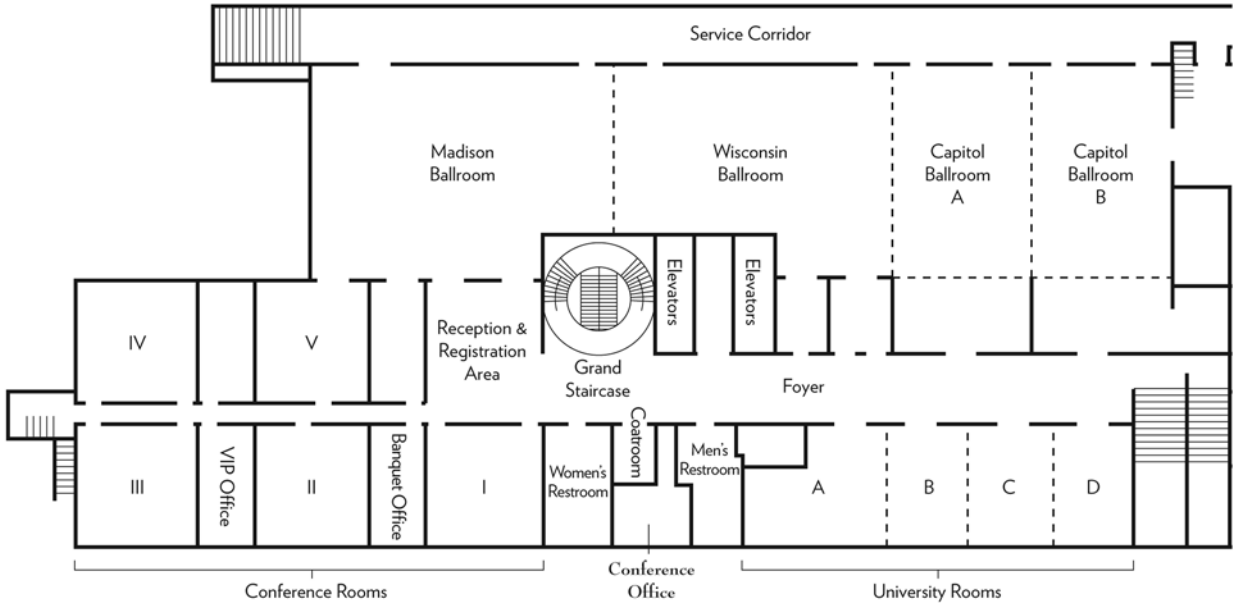 Service Corridor
Madison
Ballroom
Wisconsin
Ballroom
Capitol
Ballroom
A
Capitol
Ballroom
B
Elevators
Elevators
IV
V
Reception &
Registration
Area
Grand
Staircase
Foyer
III
VIP Office
II
Banquet Office
I
Women's
Restroom
Coatroom
Men's
Restroom
A
B
C
D
Conference Rooms
Conference
Office
University Rooms